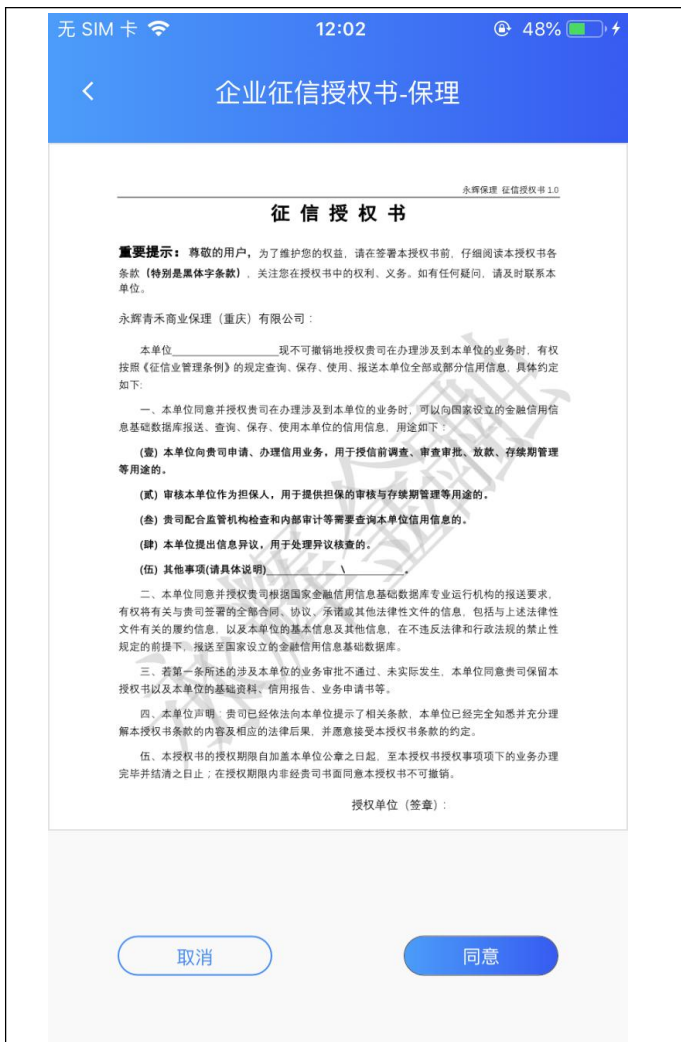 无 SIM 卡 12:02 48%
企业征信授权书-保理
永辉保理 征信授权书 1.0
征 信 授 权 书
重要提示：尊敬的用户，为了维护您的权益，请在签署本授权书前，仔细阅读本授权书各
条款（特别是黑体字条款），关注您在授权书中的权利、义务。如有任何疑问，请及时联系本
单位。
永辉青禾商业保理（重庆）有限公司：
本单位__________________现不可撤销地授权贵司在办理涉及到本单位的业务时，有权
按照《征信业管理条例》的规定查询、保存、使用、报送本单位全部或部分信用信息，具体约定
如下:
一、本单位同意并授权贵司在办理涉及到本单位的业务时，可以向国家设立的金融信用信
息基础数据库报送、查询、保存、使用本单位的信用信息，用途如下：
(壹) 本单位向贵司申请、办理信用业务，用于授信前调查、审查审批、放款、存续期管理
等用途的。
(贰) 审核本单位作为担保人，用于提供担保的审核与存续期管理等用途的。
(叁) 贵司配合监管机构检查和内部审计等需要查询本单位信用信息的。
(肆) 本单位提出信息异议，用于处理异议核查的。
(伍) 其他事项(请具体说明)____________\__________。
二、本单位同意并授权贵司根据国家金融信用信息基础数据库专业运行机构的报送要求，
有权将有关与贵司签署的全部合同、协议、承诺或其他法律性文件的信息，包括与上述法律性
文件有关的履约信息，以及本单位的基本信息及其他信息，在不违反法律和行政法规的禁止性
规定的前提下，报送至国家设立的金融信用信息基础数据库。
三、若第一条所述的涉及本单位的业务审批不通过、未实际发生，本单位同意贵司保留本
授权书以及本单位的基础资料、信用报告、业务申请书等。
四、本单位声明：贵司已经依法向本单位提示了相关条款，本单位已经完全知悉并充分理
解本授权书条款的内容及相应的法律后果，并愿意接受本授权书条款的约定。
伍、本授权书的授权期限自加盖本单位公章之日起，至本授权书授权事项项下的业务办理
完毕并结清之日止；在授权期限内非经贵司书面同意本授权书不可撤销。
授权单位（签章）:
永辉金融
取消 同意